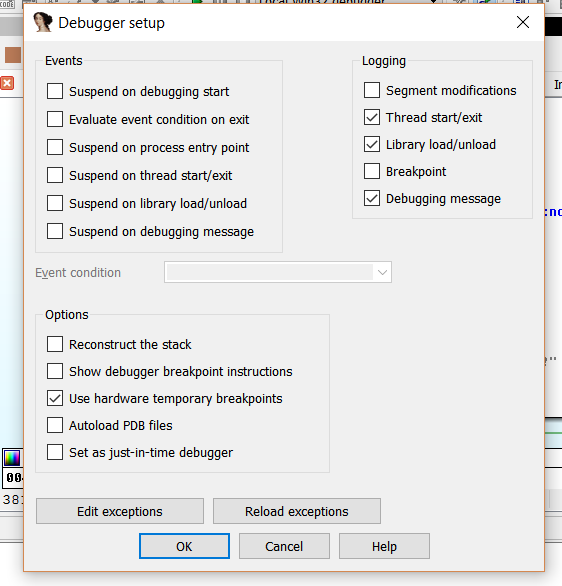 Local Win32 debugger
Debugger setup
Events
Suspend on debugging start
Evaluate event condition on exit
Suspend on process entry point
Suspend on thread start/exit
Suspend on library load/unload
Suspend on debugging message
Logging
Segment modifications
Thread start/exit
Library load/unload
Breakpoint
Debugging message
Event condition
Options
Reconstruct the stack
Show debugger breakpoint instructions
Use hardware temporary breakpoints
Autoload PDB files
Set as just-in-time debugger
Edit exceptions
Reload exceptions
OK
Cancel
Help